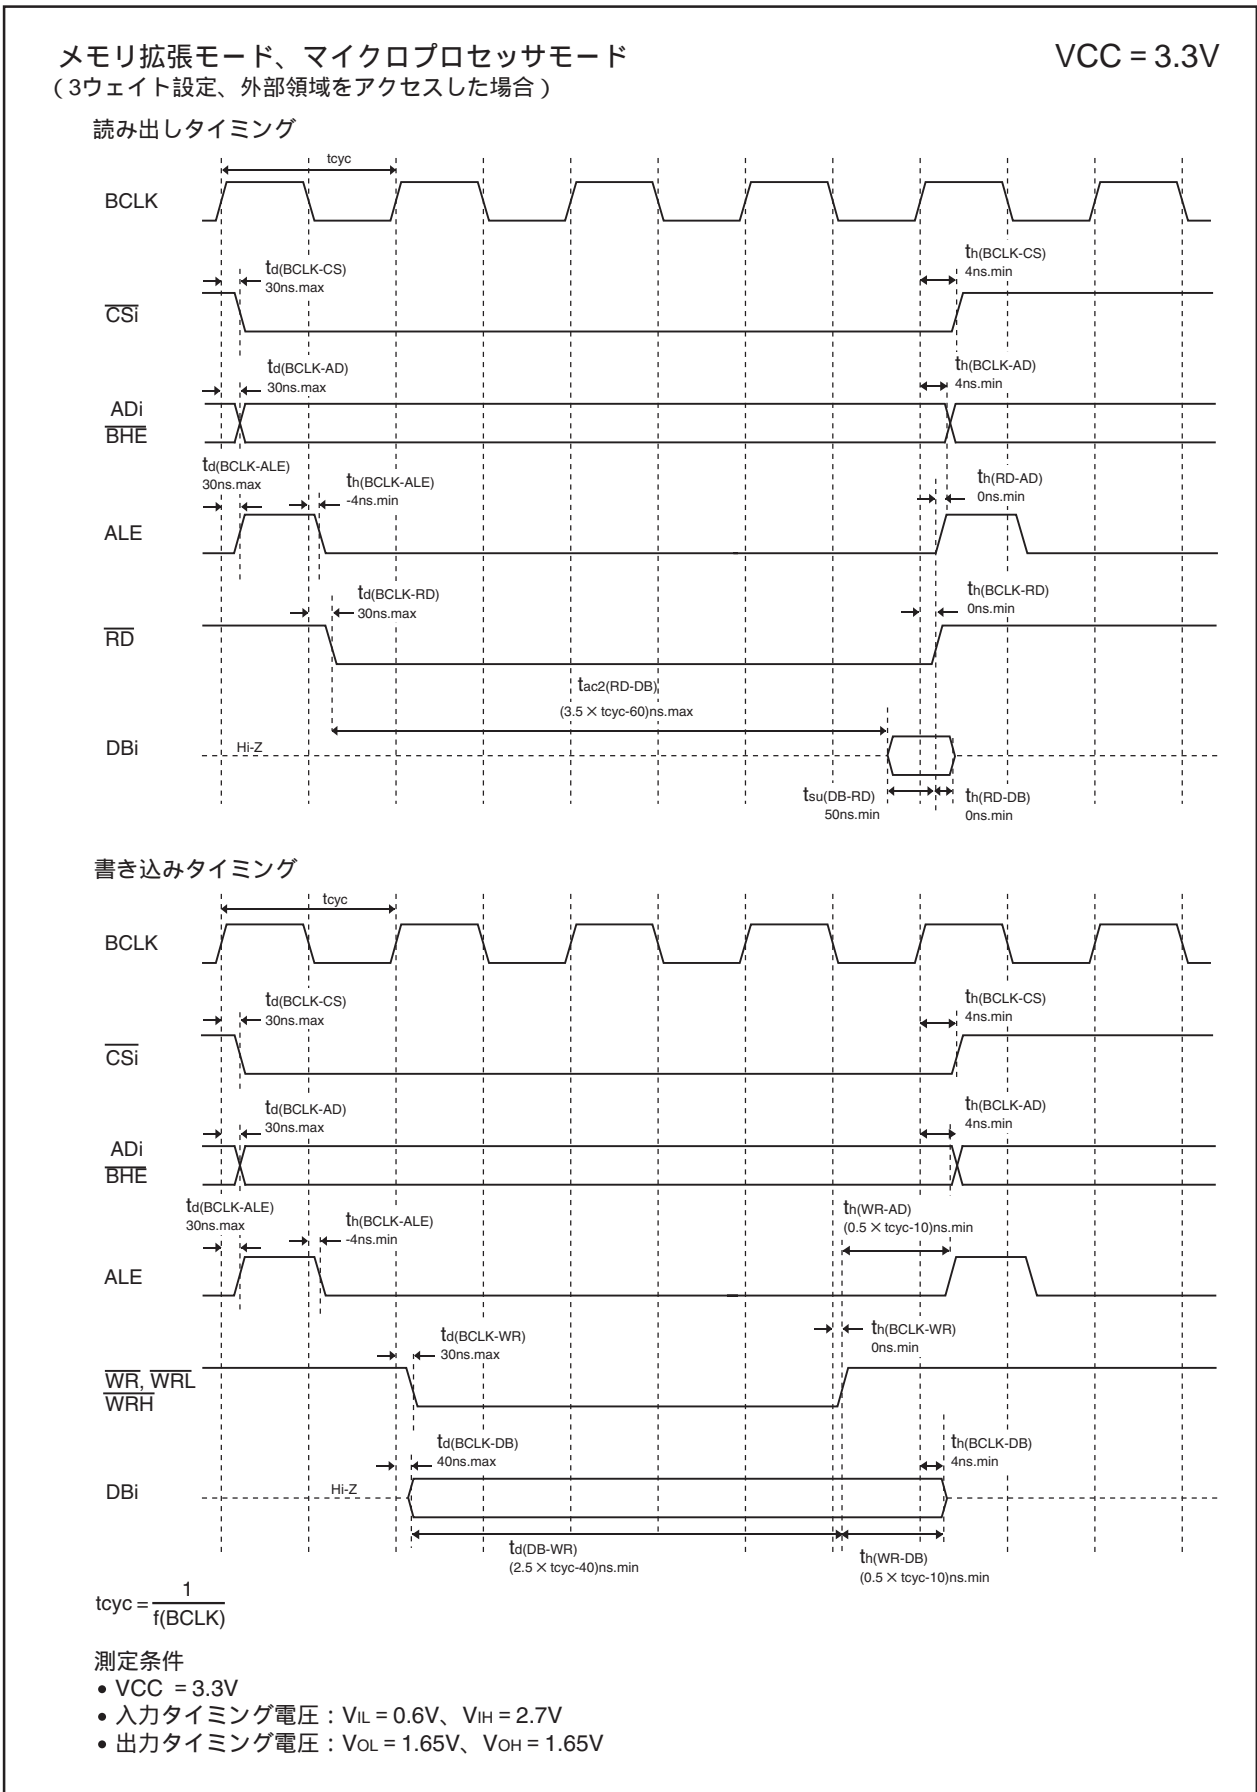 メモリ拡張モード、マイクロプロセッサモード
VCC = 3.3V
(3ウェイト設定、外部領域をアクセスした場合)
読み出しタイミング
tcyc
BCLK
td(BCLK-CS)
30ns.max
th(BCLK-CS)
4ns.min
CSi
td(BCLK-AD)
30ns.max
th(BCLK-AD)
4ns.min
ADi
BHE
td(BCLK-ALE)
30ns.max
th(BCLK-ALE)
-4ns.min
th(RD-AD)
0ns.min
ALE
td(BCLK-RD)
30ns.max
th(BCLK-RD)
0ns.min
RD
tac2(RD-DB)
(3.5×tcyc-60)ns.max
DBi
Hi-Z
tsu(DB-RD)
50ns.min
th(RD-DB)
0ns.min
書き込みタイミング
tcyc
BCLK
td(BCLK-CS)
30ns.max
th(BCLK-CS)
4ns.min
CSi
td(BCLK-AD)
30ns.max
th(BCLK-AD)
4ns.min
ADi
BHE
td(BCLK-ALE)
30ns.max
th(BCLK-ALE)
-4ns.min
th(WR-AD)
(0.5×tcyc-10)ns.min
ALE
td(BCLK-WR)
30ns.max
th(BCLK-WR)
0ns.min
WR, WRL
WRH
td(BCLK-DB)
40ns.max
th(BCLK-DB)
4ns.min
DBi
Hi-Z
td(DB-WR)
(2.5×tcyc-40)ns.min
th(WR-DB)
(0.5×tcyc-10)ns.min
tcyc = 1
f(BCLK)
測定条件
• VCC = 3.3V
• 入力タイミング電圧:VIL = 0.6V、VIH = 2.7V
• 出力タイミング電圧:VOL = 1.65V、VOH = 1.65V